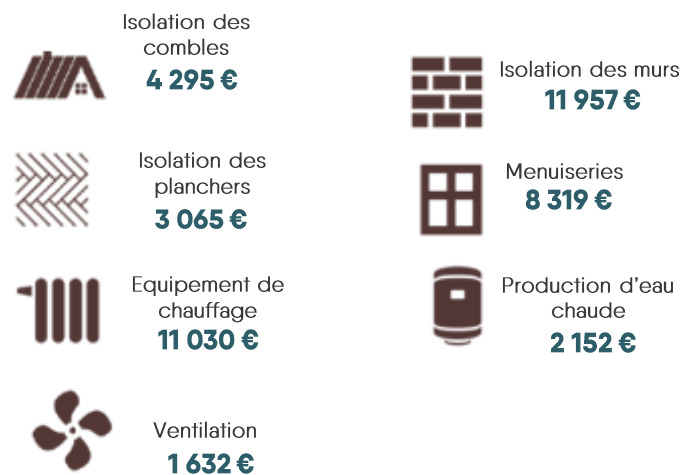 Isolation des
combles
4 295 €
Isolation des murs
11 957 €
Isolation des
planchers
3 065 €
Menuiseries
8 319 €
Equipement de
chauffage
11 030 €
Production d'eau
chaude
2 152 €
Ventilation
1 632 €